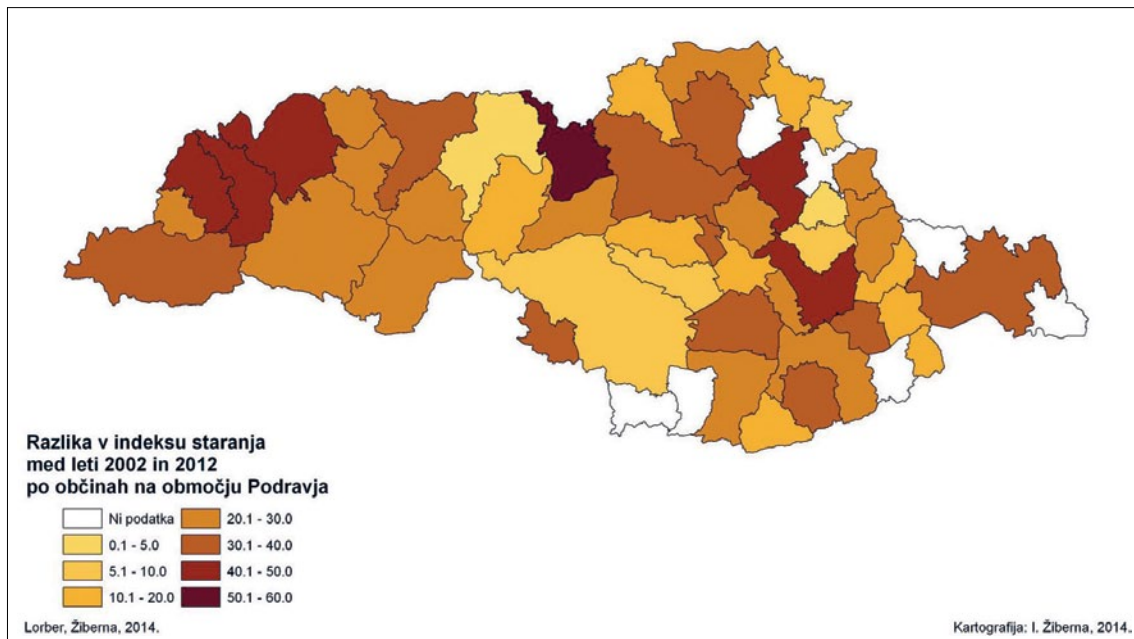 Razlika v indeksu staranja
med leti 2002 in 2012
po občinah na območju Podravja
Ni podatka
0.1 - 5.0
5.1 - 10.0
10.1 - 20.0
20.1 - 30.0
30.1 - 40.0
40.1 - 50.0
50.1 - 60.0
Lorber, Žiberna, 2014.
Kartografija: I. Žiberna, 2014.